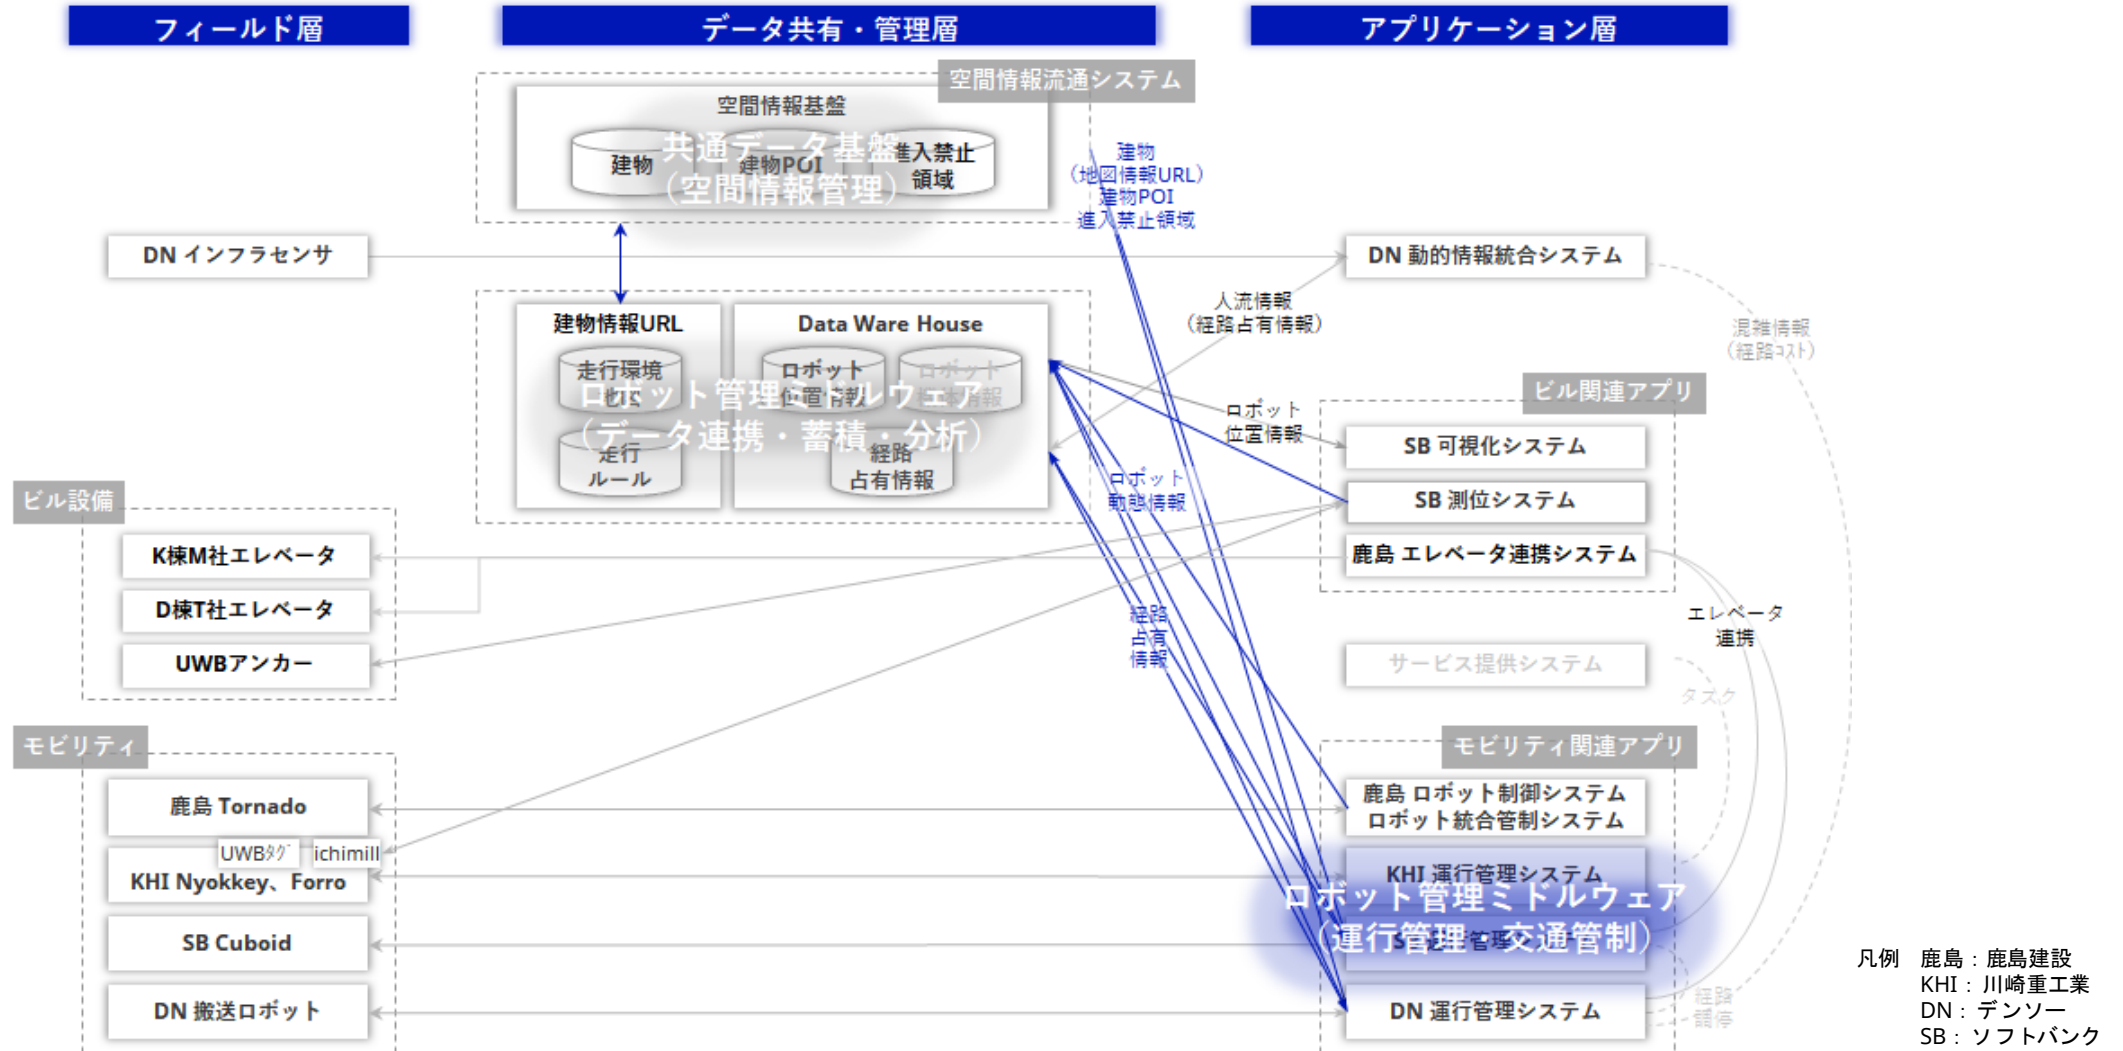 フィールド層
データ共有・管理層
アプリケーション層
空間情報流通システム
空間情報基盤
共通データ基盤
（空間情報管理）
建物
建物POI
進入禁止
領域
建物
（地図情報URL）
建物POI
進入禁止領域
DN インフラセンサ
DN 動的情報統合システム
人流情報
（経路占有情報）
混雑情報
（経路ｺｽﾄ）
建物情報URL
走行環境
地図
走行
ルール
Data Ware House
ロボット
位置情報
ロボット
情報
経路
占有情報
ロボット管理ミドルウェア
（データ連携・蓄積・分析）
ロボット
位置情報
ロボット
動態情報
経路
占有
情報
ビル関連アプリ
SB 可視化システム
SB 測位システム
鹿島 エレベータ連携システム
エレベータ
連携
ビル設備
K棟M社エレベータ
D棟T社エレベータ
UWBアンカー
サービス提供システム
タスク
モビリティ
鹿島 Tornado
UWBﾀｸﾞ
ichimill
KHI Nyokkey、Forro
SB Cuboid
DN 搬送ロボット
モビリティ関連アプリ
鹿島 ロボット制御システム
ロボット統合管制システム
KHI 運行管理システム
ロボット管理ミドルウェア
（運行管理・交通管制）
SB 運行管理システム
DN 運行管理システム
経路
調停
凡例 鹿島：鹿島建設
KHI：川崎重工業
DN：デンソー
SB：ソフトバンク